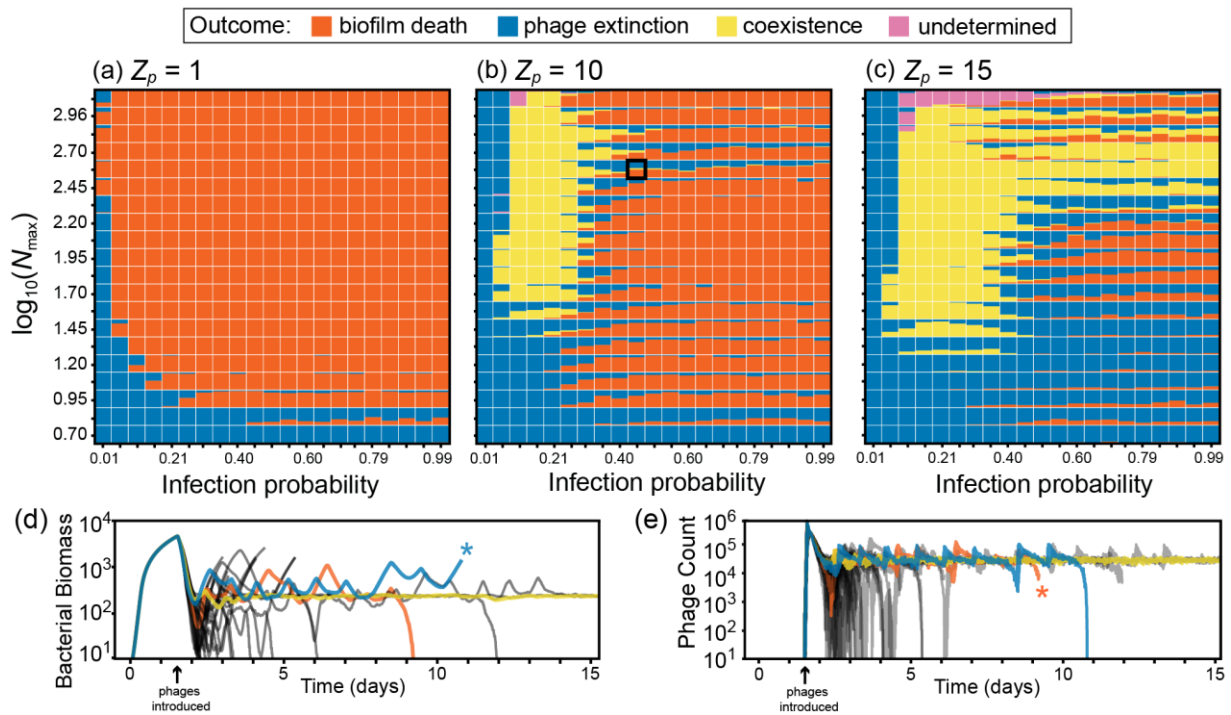 Outcome: biofilm death phage extinction coexistence undetermined
(a) Zp = 1
(b) Zp = 10
(c) Zp = 15
log10(Nmax)
2.96
2.70
2.45
2.20
1.95
1.70
1.45
1.20
0.95
0.70
0.01 0.21 0.40 0.60 0.79 0.99
0.01 0.21 0.40 0.60 0.79 0.99
0.01 0.21 0.40 0.60 0.79 0.99
Infection probability
Infection probability
Infection probability
(d)
Bacterial Biomass
10^4
10^3
10^2
10^1
*
0 5 10 15
phages
introduced
Time (days)
(e)
Phage Count
10^6
10^5
10^4
10^3
10^2
10^1
*
0 5 10 15
phages
introduced
Time (days)